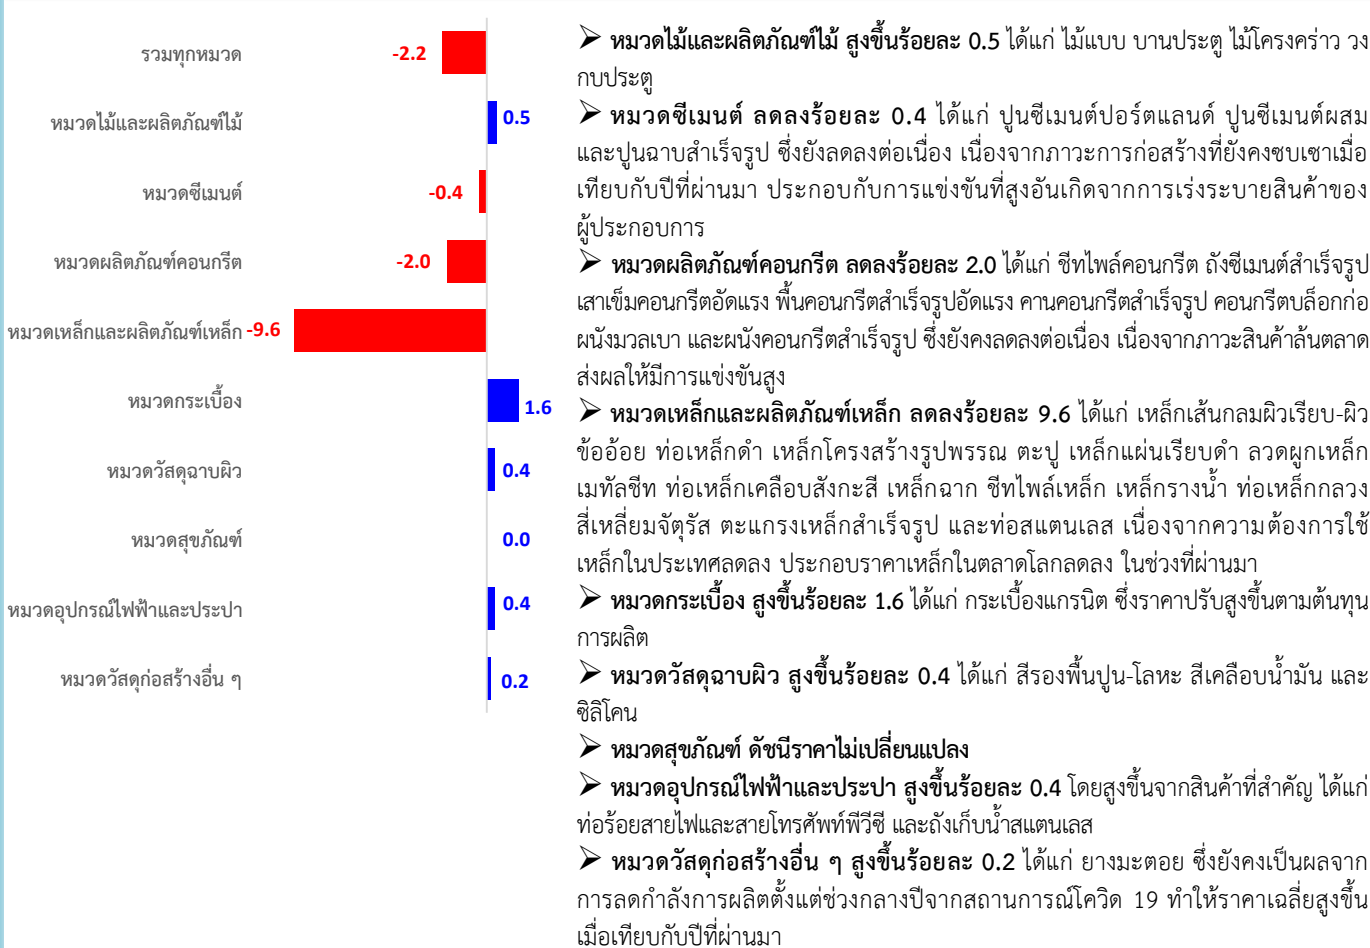 รวมทุกหมวด
-2.2
หมวดไม้และผลิตภัณฑ์ไม้
0.5
หมวดซีเมนต์
-0.4
หมวดผลิตภัณฑ์คอนกรีต
-2.0
หมวดเหล็กและผลิตภัณฑ์เหล็ก
-9.6
หมวดกระเบื้อง
1.6
หมวดวัสดุฉาบผิว
0.4
หมวดสุขภัณฑ์
0.0
หมวดอุปกรณ์ไฟฟ้าและประปา
0.4
หมวดวัสดุก่อสร้างอื่น ๆ
0.2
➢ หมวดไม้และผลิตภัณฑ์ไม้ สูงขึ้นร้อยละ 0.5 ได้แก่ ไม้แบบ บานประตู ไม้โครงคร่าว วง
กบประตู
➢ หมวดซีเมนต์ ลดลงร้อยละ 0.4 ได้แก่ ปูนซีเมนต์ปอร์ตแลนด์ ปูนซีเมนต์ผสม
และปูนฉาบสำเร็จรูป ซึ่งยังลดลงต่อเนื่อง เนื่องจากภาวะการก่อสร้างที่ยังคงซบเซาเมื่อ
เทียบกับปีที่ผ่านมา ประกอบกับการแข่งขันที่สูงอันเกิดจากการเร่งระบายสินค้าของ
ผู้ประกอบการ
➢ หมวดผลิตภัณฑ์คอนกรีต ลดลงร้อยละ 2.0 ได้แก่ ชีทไพล์คอนกรีต ถังซีเมนต์สำเร็จรูป
เสาเข็มคอนกรีตอัดแรง พื้นคอนกรีตสำเร็จรูปอัดแรง คานคอนกรีตสำเร็จรูป คอนกรีตบล็อกก่อ
ผนังมวลเบา และผนังคอนกรีตสำเร็จรูป ซึ่งยังคงลดลงต่อเนื่อง เนื่องจากภาวะสินค้าล้นตลาด
ส่งผลให้มีการแข่งขันสูง
➢ หมวดเหล็กและผลิตภัณฑ์เหล็ก ลดลงร้อยละ 9.6 ได้แก่ เหล็กเส้นกลมผิวเรียบ-ผิว
ข้ออ้อย ท่อเหล็กดำ เหล็กโครงสร้างรูปพรรณ ตะปู เหล็กแผ่นเรียบดำ ลวดผูกเหล็ก
เมทัลชีท ท่อเหล็กเคลือบสังกะสี เหล็กฉาก ชีทไพล์เหล็ก เหล็กรางน้ำ ท่อเหล็กกลวง
สี่เหลี่ยมจัตุรัส ตะแกรงเหล็กสำเร็จรูป และท่อสแตนเลส เนื่องจากความต้องการใช้
เหล็กในประเทศลดลง ประกอบราคาเหล็กในตลาดโลกลดลง ในช่วงที่ผ่านมา
➢ หมวดกระเบื้อง สูงขึ้นร้อยละ 1.6 ได้แก่ กระเบื้องแกรนิต ซึ่งราคาปรับสูงขึ้นตามต้นทุน
การผลิต
➢ หมวดวัสดุฉาบผิว สูงขึ้นร้อยละ 0.4 ได้แก่ สีรองพื้นปูน-โลหะ สีเคลือบน้ำมัน และ
ซิลิโคน
➢ หมวดสุขภัณฑ์ ดัชนีราคาไม่เปลี่ยนแปลง
➢ หมวดอุปกรณ์ไฟฟ้าและประปา สูงขึ้นร้อยละ 0.4 โดยสูงขึ้นจากสินค้าที่สำคัญ ได้แก่
ท่อร้อยสายไฟและสายโทรศัพท์พีวีซี และถังเก็บน้ำสแตนเลส
➢ หมวดวัสดุก่อสร้างอื่น ๆ สูงขึ้นร้อยละ 0.2 ได้แก่ ยางมะตอย ซึ่งยังคงเป็นผลจาก
การลดกำลังการผลิตตั้งแต่ช่วงกลางปีจากสถานการณ์โควิด 19 ทำให้ราคาเฉลี่ยสูงขึ้น
เมื่อเทียบกับปีที่ผ่านมา